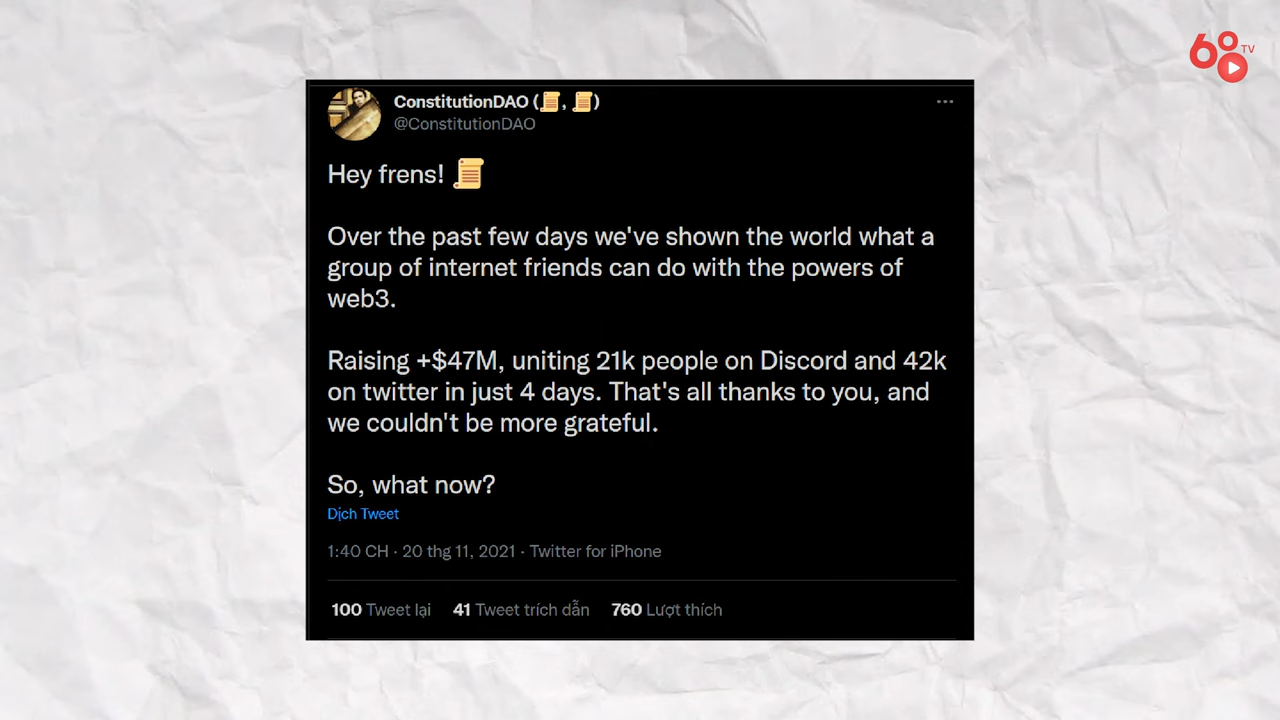 68 TV
ConstitutionDAO (📜, 📜)
@ConstitutionDAO
Hey frens! 📜
Over the past few days we've shown the world what a
group of internet friends can do with the powers of
web3.
Raising +$47M, uniting 21k people on Discord and 42k
on twitter in just 4 days. That's all thanks to you, and
we couldn't be more grateful.
So, what now?
Dịch Tweet
1:40 CH · 20 thg 11, 2021 · Twitter for iPhone
100 Tweet lại 41 Tweet trích dẫn 760 Lượt thích